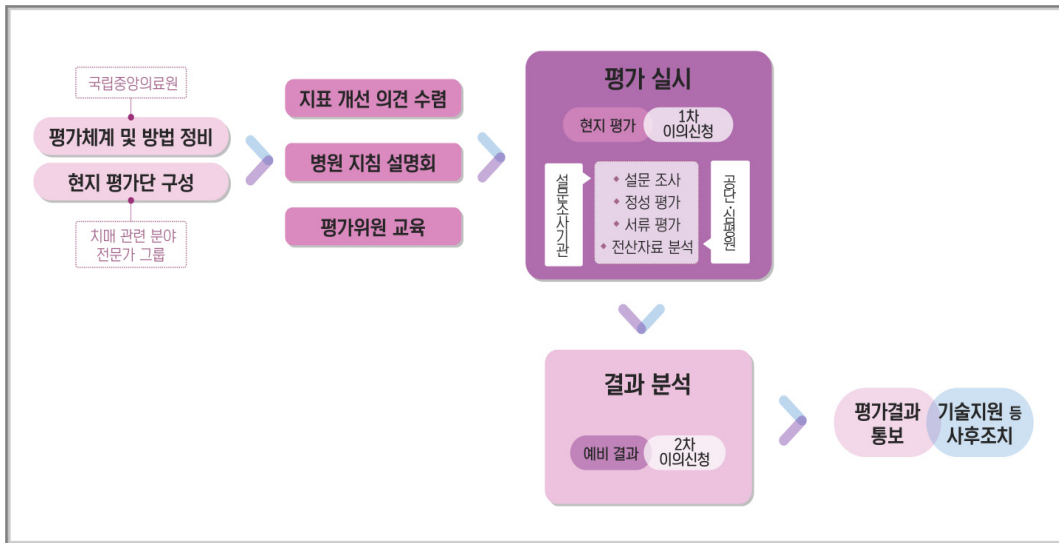 국립중앙의료원
평가체계 및 방법 정비
현지 평가단 구성
치매 관련 분야
전문가 그룹
지표 개선 의견 수렴
병원 지침 설명회
평가위원 교육
평가 실시
현지 평가
1차
이의신청
설문조사기관
◆ 설문 조사
◆ 정성 평가
◆ 서류 평가
◆ 전산자료 분석
공단·심평원
결과 분석
예비 결과
2차
이의신청
평가결과
통보
기술지원 등
사후조치